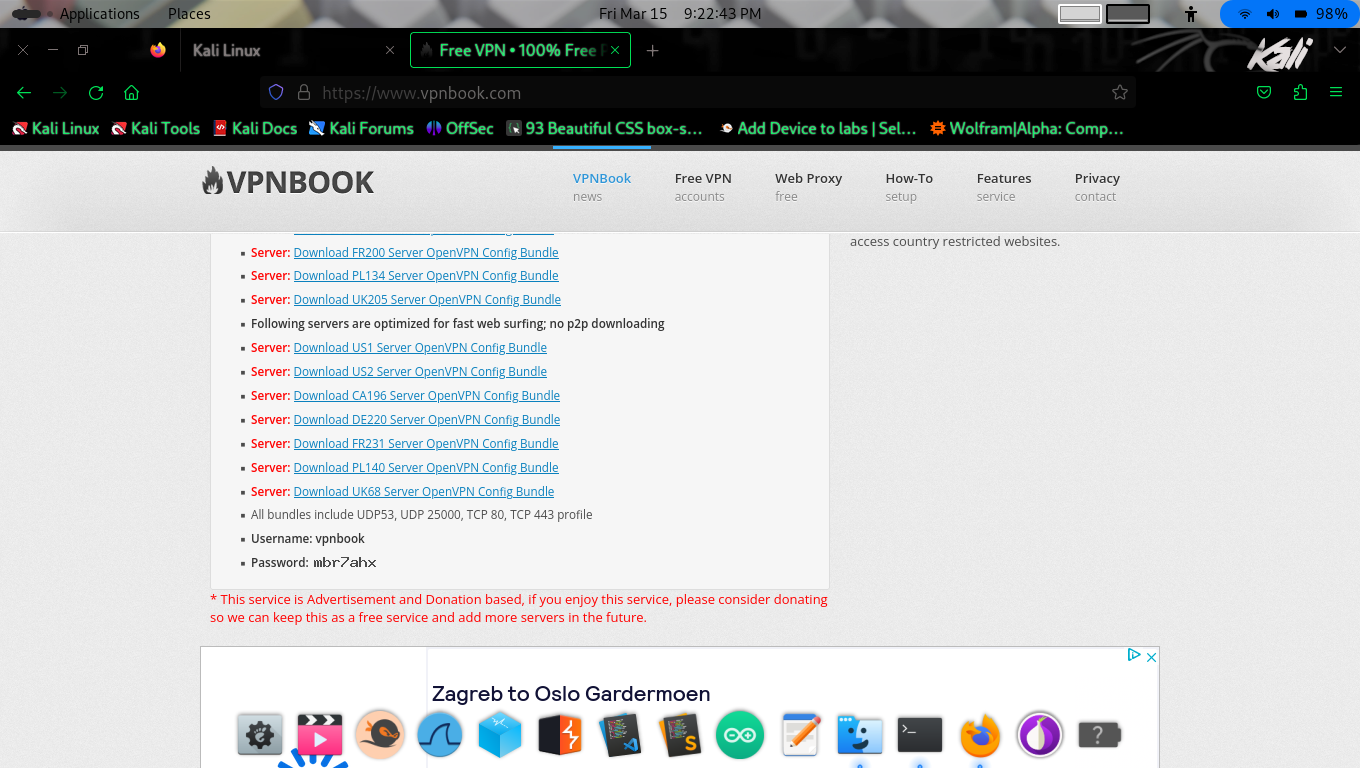 Applications Places Fri Mar 15 9:22:43 PM 98%
Kali Linux Free VPN • 100% Free KALI
https://www.vpnbook.com
Kali Linux Kali Tools Kali Docs Kali Forums OffSec 93 Beautiful CSS box-s... Add Device to labs | Sel... Wolfram|Alpha: Comp...
VPNBOOK
VPNBook Free VPN Web Proxy How-To Features Privacy
news accounts free setup service contact
access country restricted websites.
Server: Download FR200 Server OpenVPN Config Bundle
Server: Download PL134 Server OpenVPN Config Bundle
Server: Download UK205 Server OpenVPN Config Bundle
Following servers are optimized for fast web surfing; no p2p downloading
Server: Download US1 Server OpenVPN Config Bundle
Server: Download US2 Server OpenVPN Config Bundle
Server: Download CA196 Server OpenVPN Config Bundle
Server: Download DE220 Server OpenVPN Config Bundle
Server: Download FR231 Server OpenVPN Config Bundle
Server: Download PL140 Server OpenVPN Config Bundle
Server: Download UK68 Server OpenVPN Config Bundle
All bundles include UDP53, UDP 25000, TCP 80, TCP 443 profile
Username: vpnbook
Password: mbr7ahx
* This service is Advertisement and Donation based, if you enjoy this service, please consider donating
so we can keep this as a free service and add more servers in the future.
Zagreb to Oslo Gardermoen